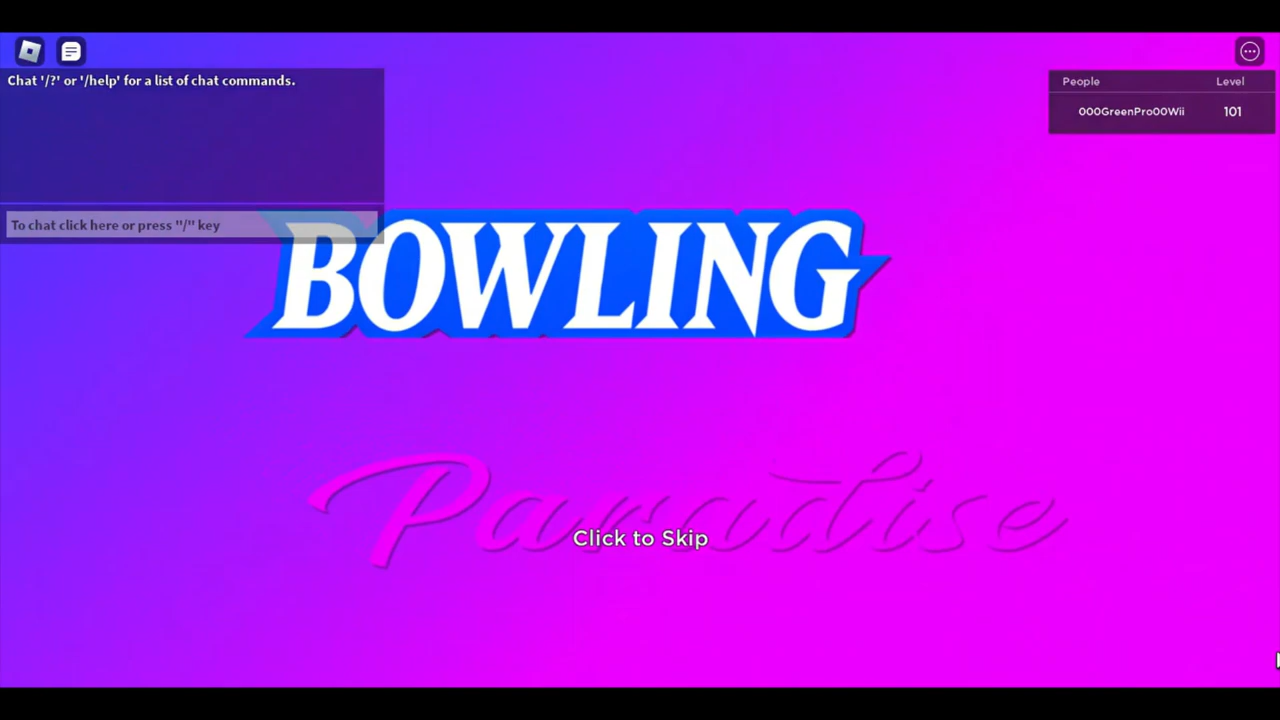 Chat '/?' or '/help' for a list of chat commands.
To chat click here or press "/" key
People Level
000GreenPro00Wii 101
BOWLING
Paradise
Click to Skip